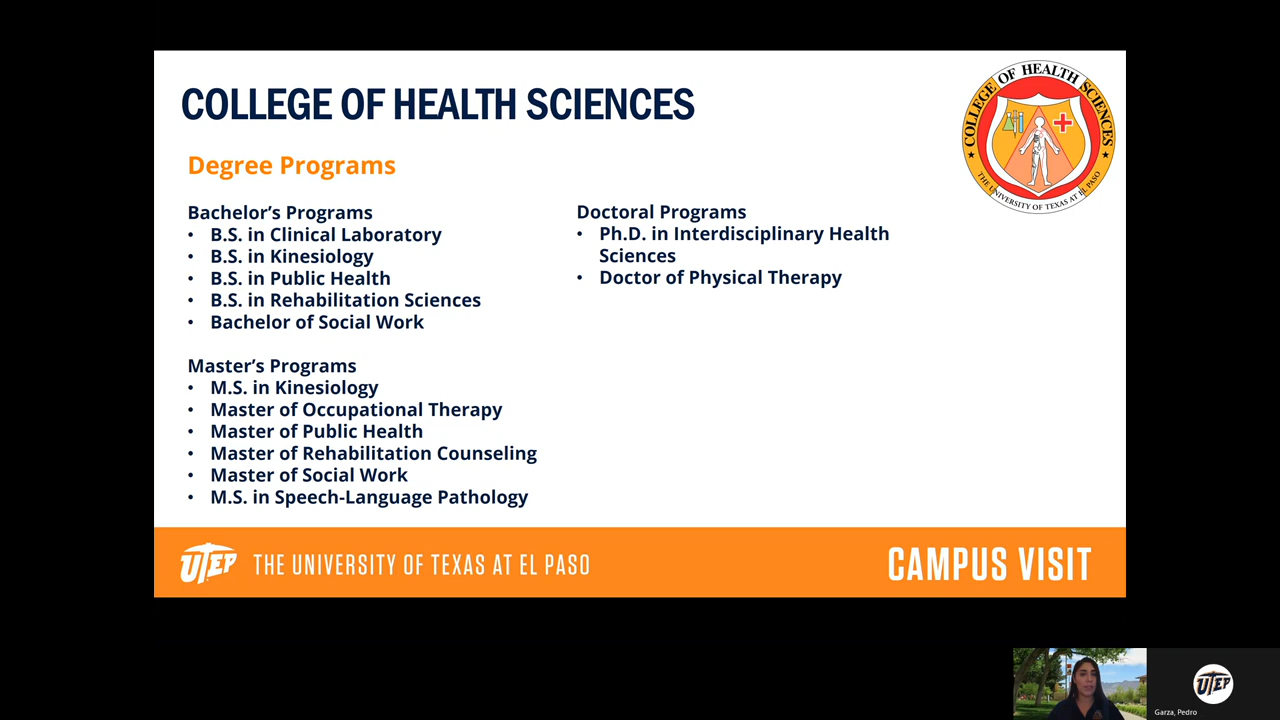 COLLEGE OF HEALTH SCIENCES
COLLEGE OF HEALTH SCIENCES
THE UNIVERSITY OF TEXAS AT EL PASO
Degree Programs
Bachelor’s Programs
• B.S. in Clinical Laboratory
• B.S. in Kinesiology
• B.S. in Public Health
• B.S. in Rehabilitation Sciences
• Bachelor of Social Work
Master’s Programs
• M.S. in Kinesiology
• Master of Occupational Therapy
• Master of Public Health
• Master of Rehabilitation Counseling
• Master of Social Work
• M.S. in Speech-Language Pathology
Doctoral Programs
• Ph.D. in Interdisciplinary Health
Sciences
• Doctor of Physical Therapy
UTEP THE UNIVERSITY OF TEXAS AT EL PASO
CAMPUS VISIT
UTEP
Garza, Pedro